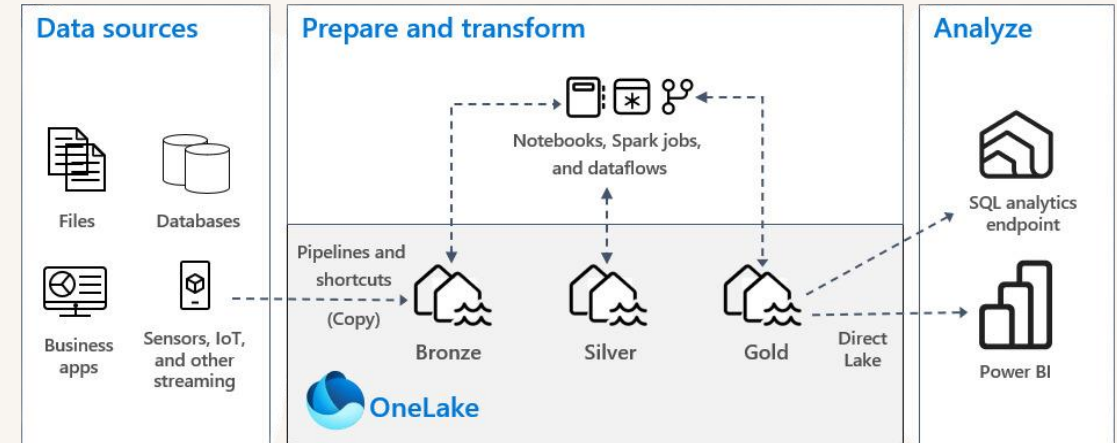 Data sources
Files
Databases
Business
apps
Sensors, IoT,
and other
streaming
Prepare and transform
Notebooks, Spark jobs,
and dataflows
Pipelines and
shortcuts
(Copy)
Bronze
Silver
Gold
Direct
Lake
OneLake
Analyze
SQL analytics
endpoint
Power BI